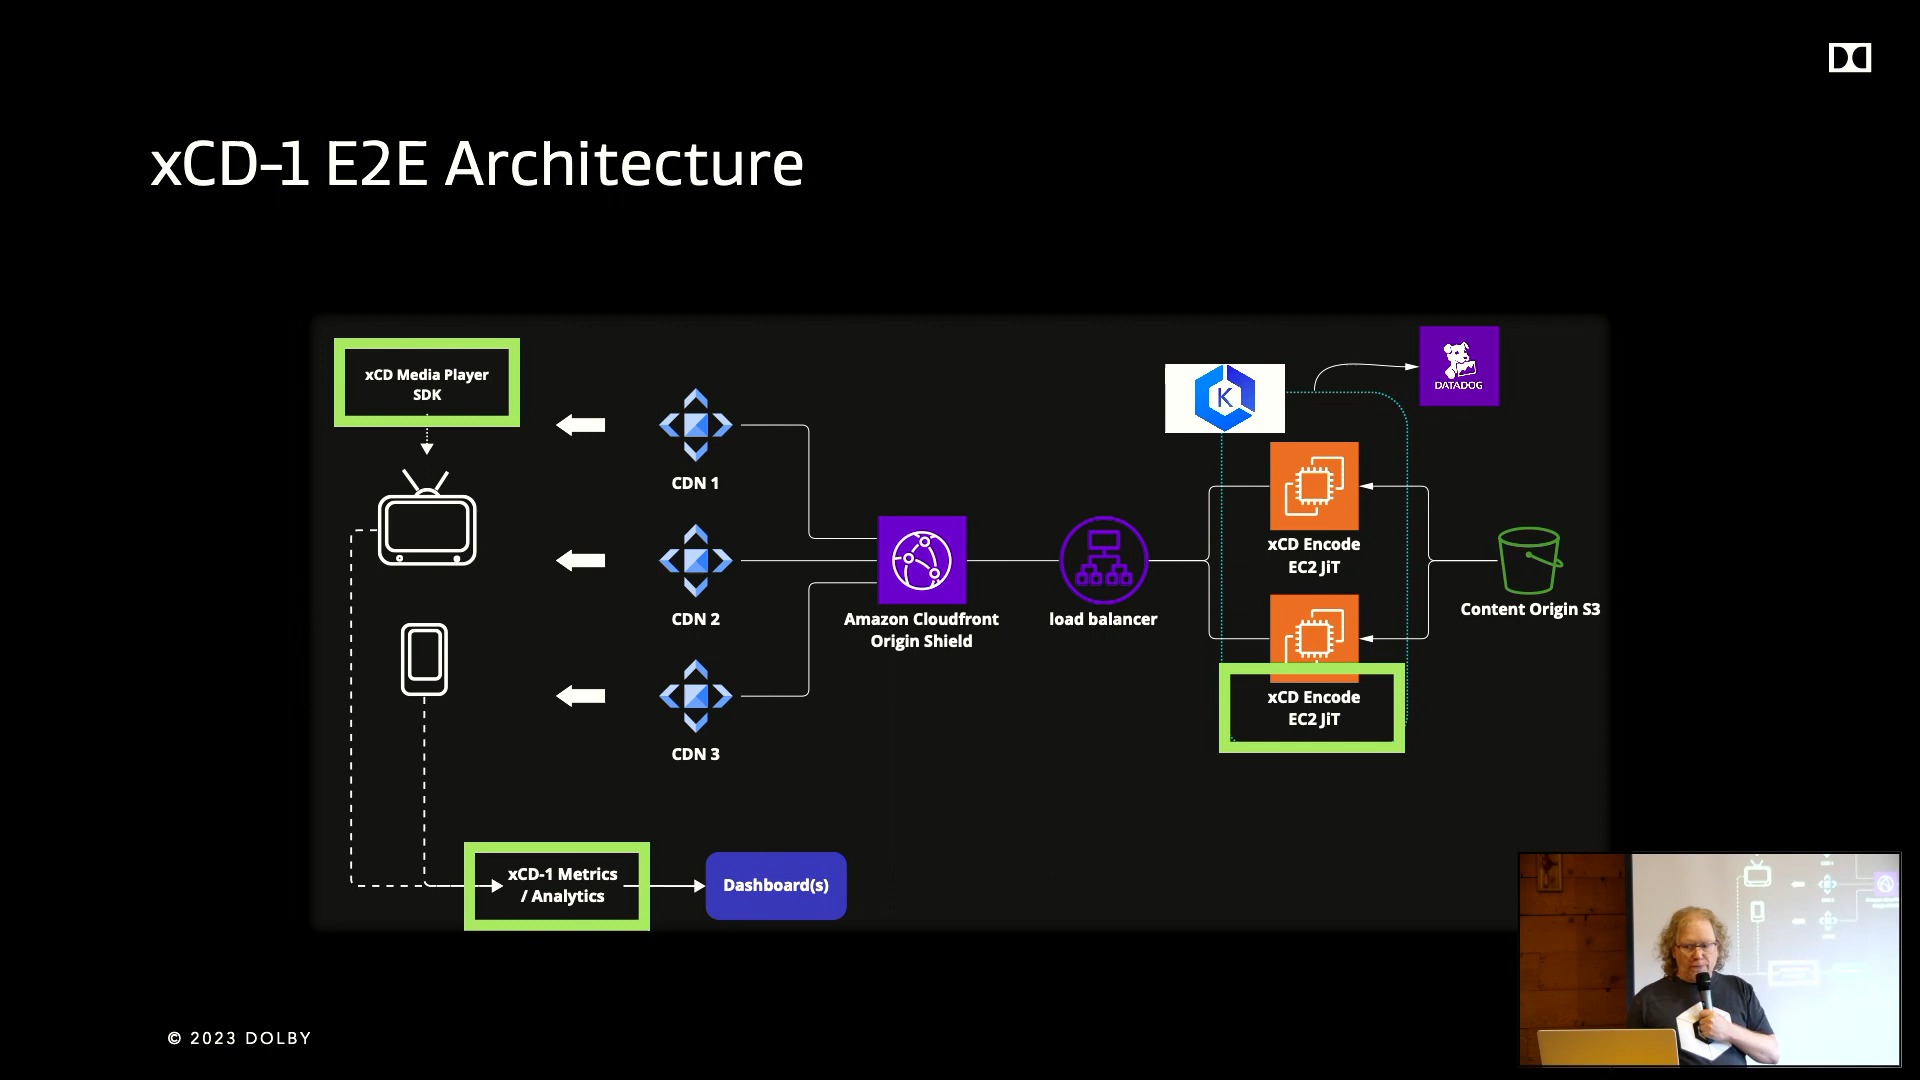 xCD-1 E2E Architecture
xCD Media Player
SDK
CDN 1
CDN 2
CDN 3
Amazon Cloudfront
Origin Shield
load balancer
K
DATADOG
xCD Encode
EC2 JiT
xCD Encode
EC2 JiT
Content Origin S3
xCD-1 Metrics
/ Analytics
Dashboard(s)
© 2023 DOLBY